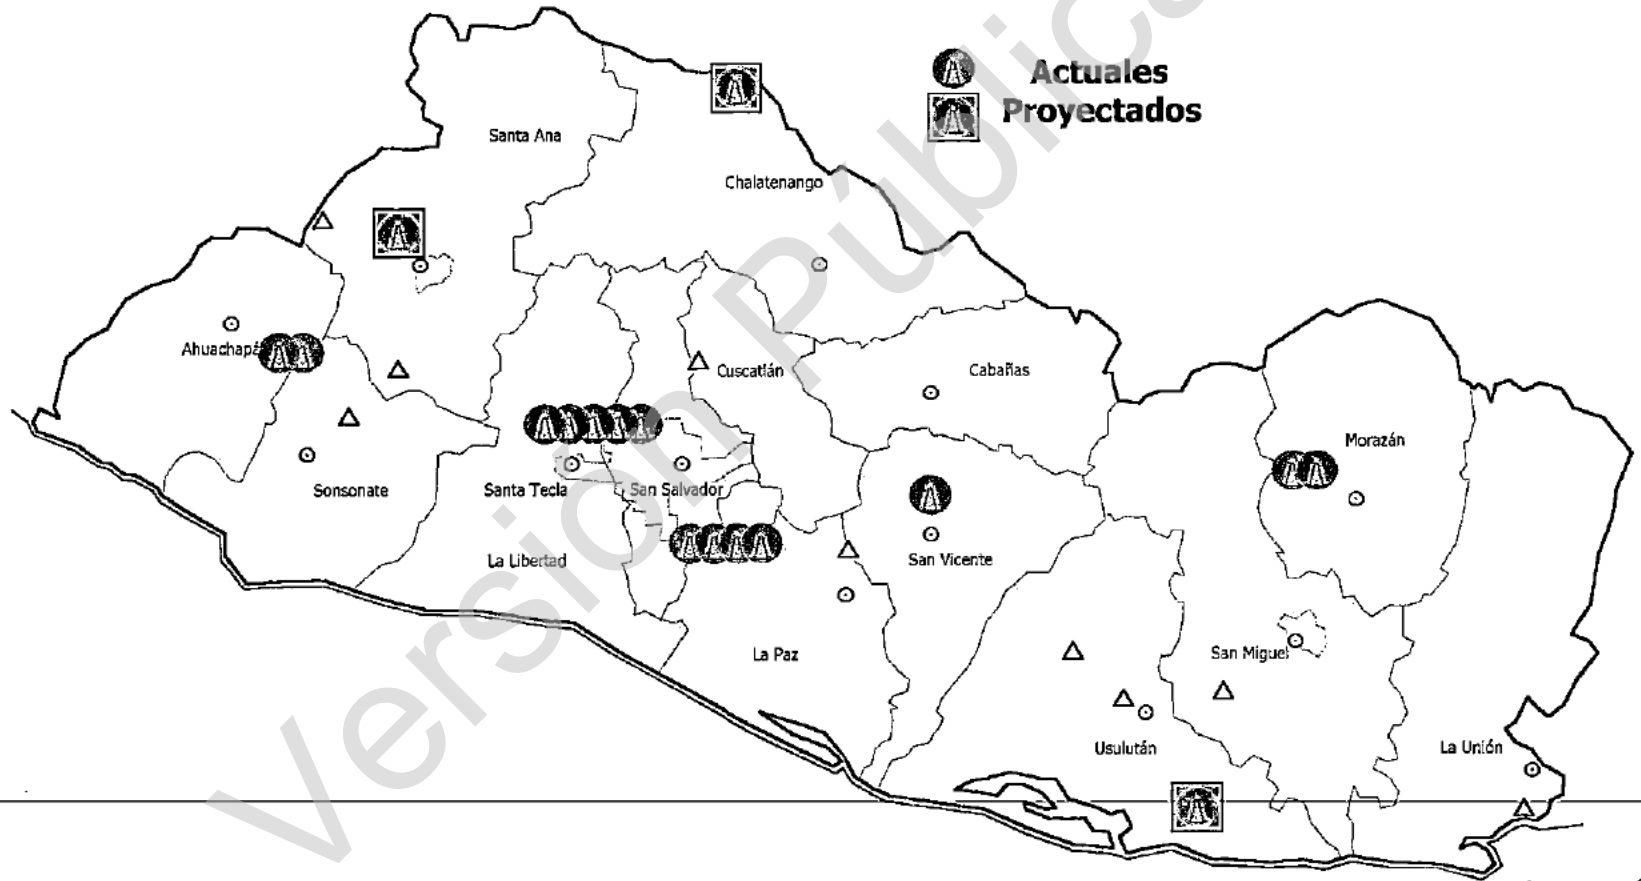 Actuales
Proyectados
Santa Ana
Chalatenango
Ahuachapá
Cuscatlán
Cabañas
Morazán
Sonsonate
Santa Tecla
San Salvador
La Libertad
San Vicente
La Paz
San Miguel
Usulután
La Unión
Versión Pública